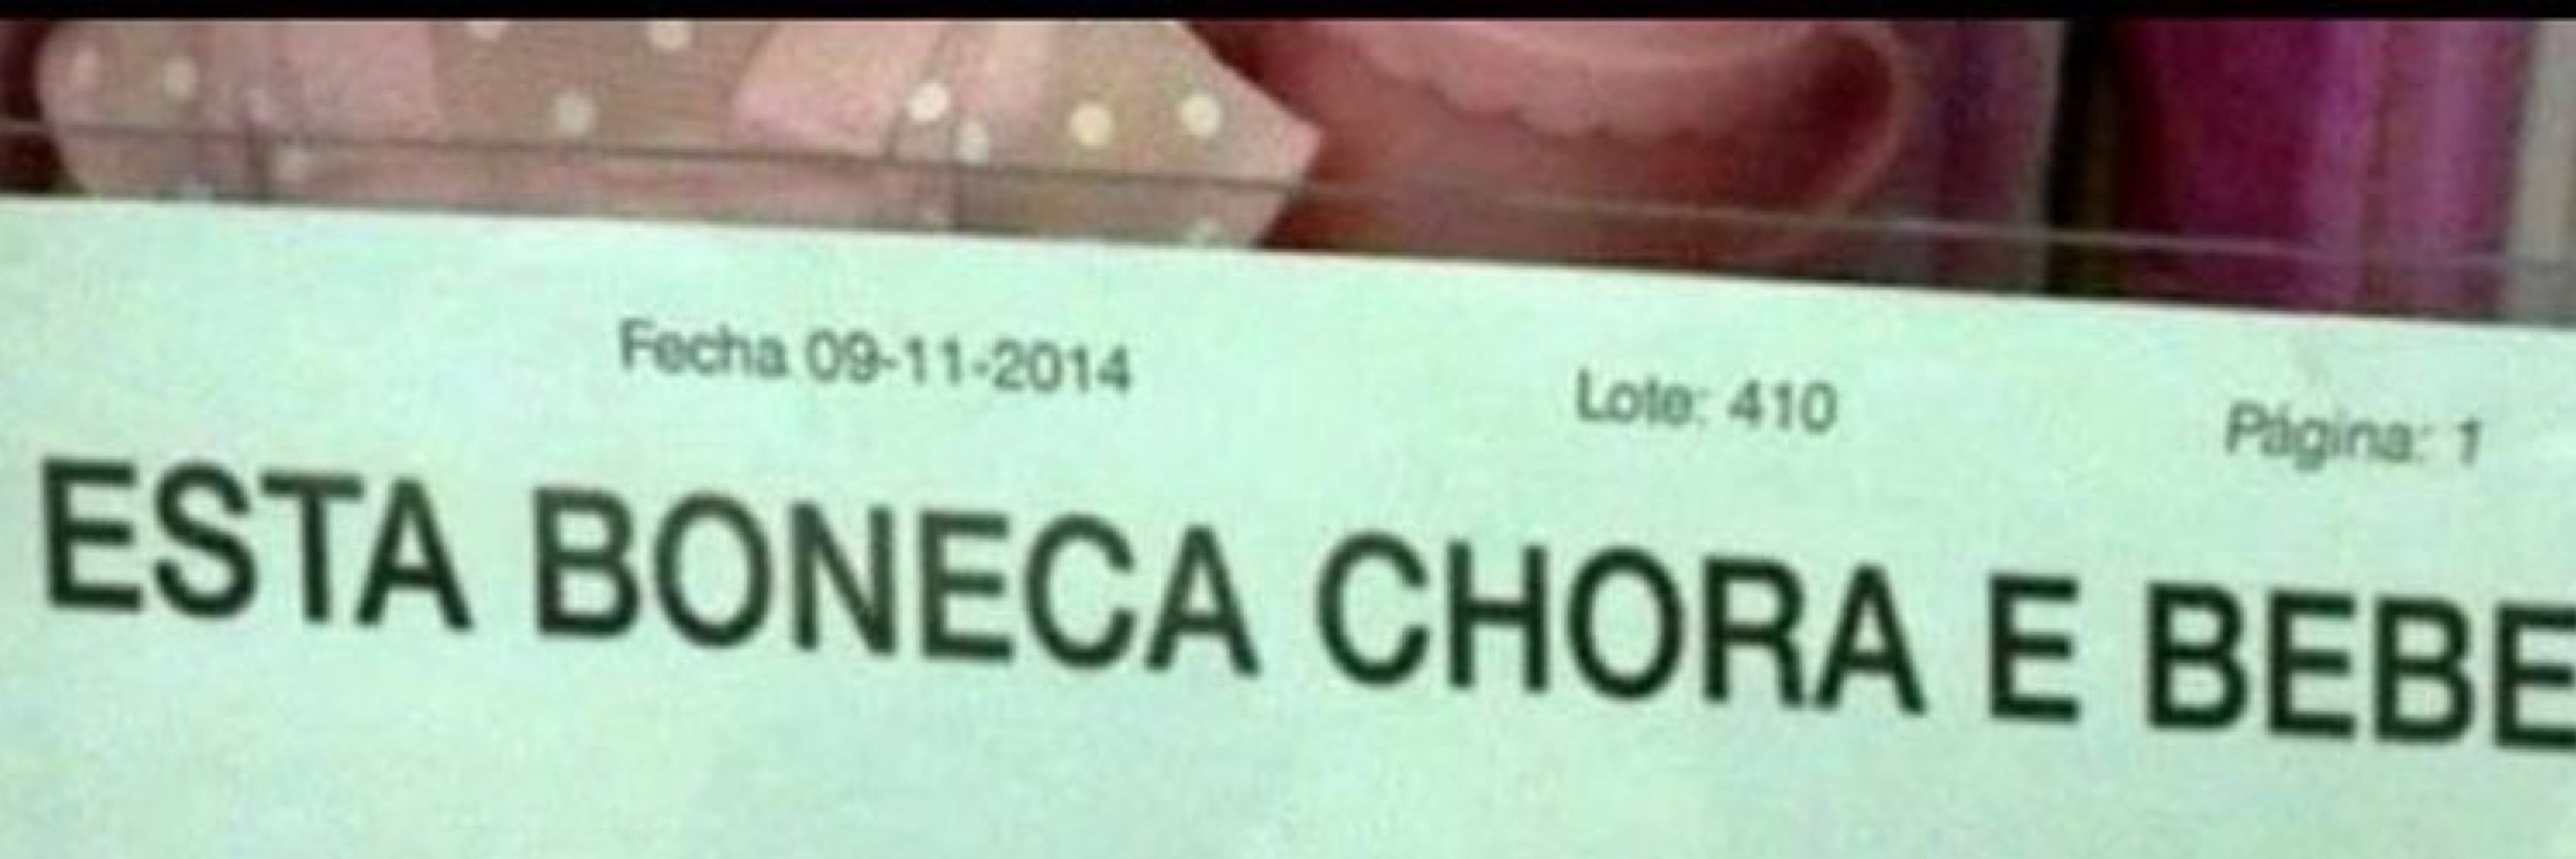 Fecha 09-11-2014 Lote: 410 Página: 1
ESTA BONECA CHORA E BEBE